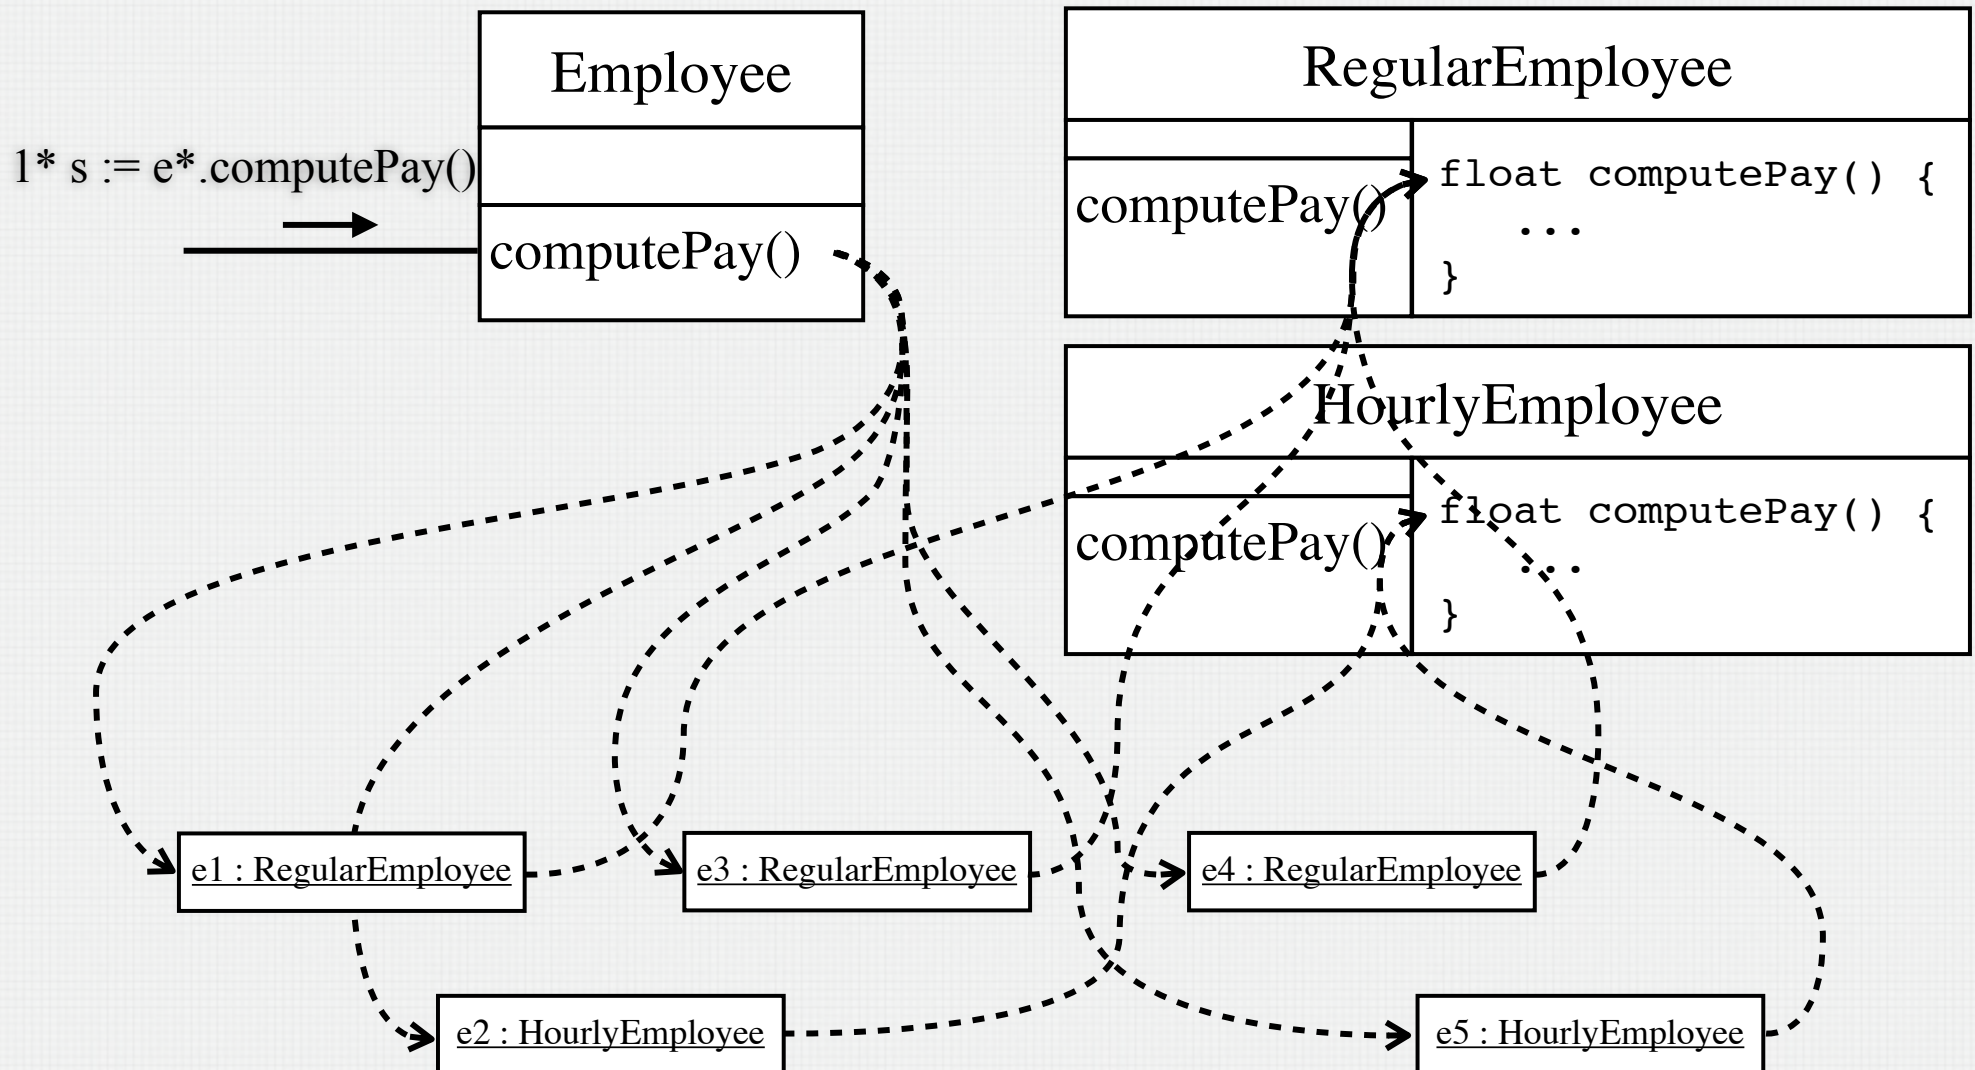 Employee
1* s := e*.computePay()
computePay()
RegularEmployee
computePay()
float computePay() {
...
}
HourlyEmployee
computePay()
float computePay() {
...
}
e1 : RegularEmployee
e3 : RegularEmployee
e4 : RegularEmployee
e2 : HourlyEmployee
e5 : HourlyEmployee